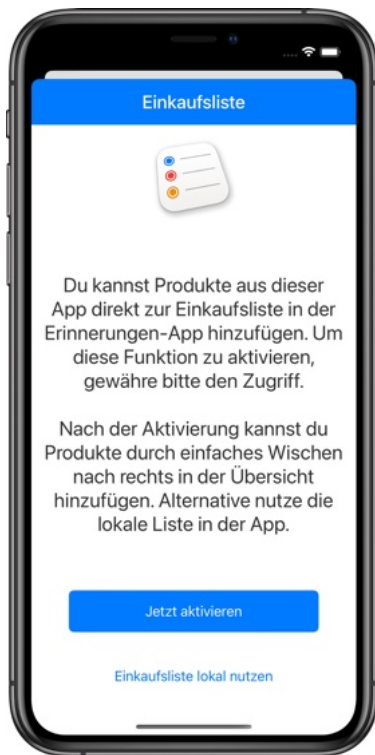 Einkaufsliste
Du kannst Produkte aus dieser
App direkt zur Einkaufsliste in der
Erinnerungen-App hinzufügen. Um
diese Funktion zu aktivieren,
gewähre bitte den Zugriff.
Nach der Aktivierung kannst du
Produkte durch einfaches Wischen
nach rechts in der Übersicht
hinzufügen. Alternative nutze die
lokale Liste in der App.
Jetzt aktivieren
Einkaufsliste lokal nutzen